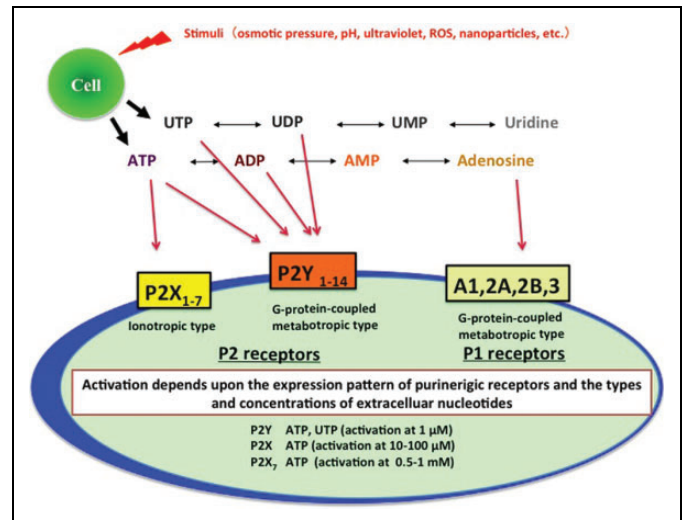 Stimuli（osmotic pressure, pH, ultraviolet, ROS, nanoparticles, etc.）
Cell
UTP UDP UMP Uridine
ATP ADP AMP Adenosine
P2X1-7
P2Y 1-14
A1,2A,2B,3
Ionotropic type
G-protein-coupled
metabotropic type
G-protein-coupled
metabotropic type
P2 receptors
P1 receptors
Activation depends upon the expression pattern of purinerigic receptors and the types
and concentrations of extracelluar nucleotides
P2Y ATP, UTP (activation at 1 μM)
P2X ATP (activation at 10-100 μM)
P2X7 ATP (activation at 0.5-1 mM)